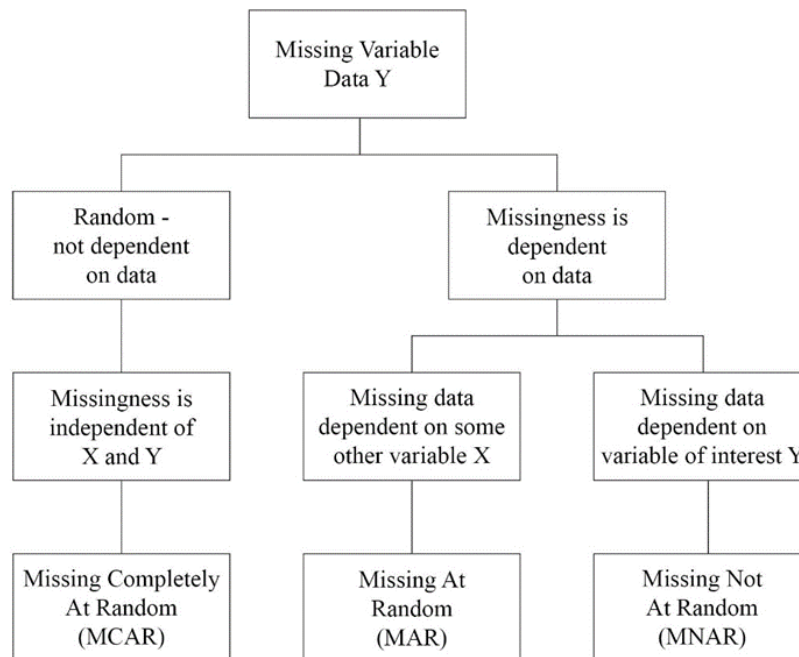 Missing Variable
Data Y
Random -
not dependent
on data
Missingness is
dependent
on data
Missingness is
independent of
X and Y
Missing data
dependent on some
other variable X
Missing data
dependent on
variable of interest Y
Missing Completely
At Random
(MCAR)
Missing At
Random
(MAR)
Missing Not
At Random
(MNAR)